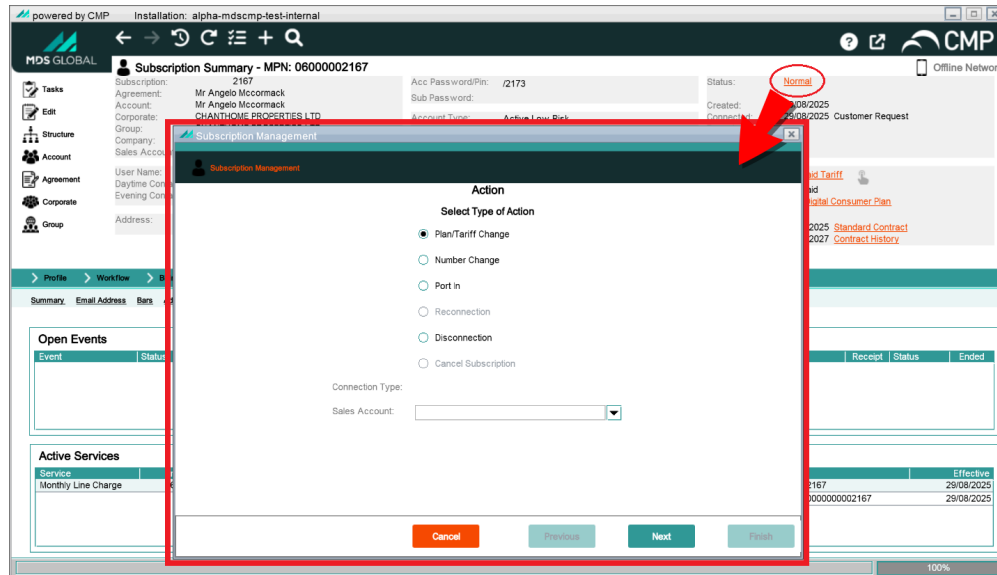 powered by CMP Installation: alpha-mdscmp-test-internal
MDS GLOBAL
CMP
Subscription Summary - MPN: 06000002167
Offline Networ
Tasks
Edit
Structure
Account
Agreement
Corporate
Group
Subscription: 2167
Agreement: Mr Angelo Mccormack
Account: Mr Angelo Mccormack
Corporate: CHANTHOME PROPERTIES LTD
Group:
Company:
Sales Accou
User Name:
Daytime Con
Evening Con
Address:
Acc Password/Pin: /2173
Sub Password:
Account Type: Active Low Risk
Status: Normal
Created: /08/2025
Connected: 29/08/2025 Customer Request
id Tariff
aid
igital Consumer Plan
2025 Standard Contract
2027 Contract History
Profile Workflow
Summary Email Address Bars
Open Events
Event Status Receipt Status Ended
Active Services
Service Effective
Monthly Line Charge 2167 29/08/2025
000000002167 29/08/2025
100%
Subscription Management
Subscription Management
Action
Select Type of Action
Plan/Tariff Change
Number Change
Port In
Reconnection
Disconnection
Cancel Subscription
Connection Type:
Sales Account:
Cancel Previous Next Finish